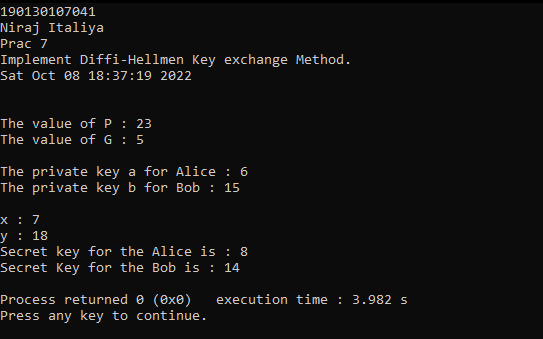 190130107041
Niraj Italiya
Prac 7
Implement Diffi-Hellmen Key exchange Method.
Sat Oct 08 18:37:19 2022
The value of P : 23
The value of G : 5
The private key a for Alice : 6
The private key b for Bob : 15
x : 7
y : 18
Secret key for the Alice is : 8
Secret Key for the Bob is : 14
Process returned 0 (0x0)   execution time : 3.982 s
Press any key to continue.